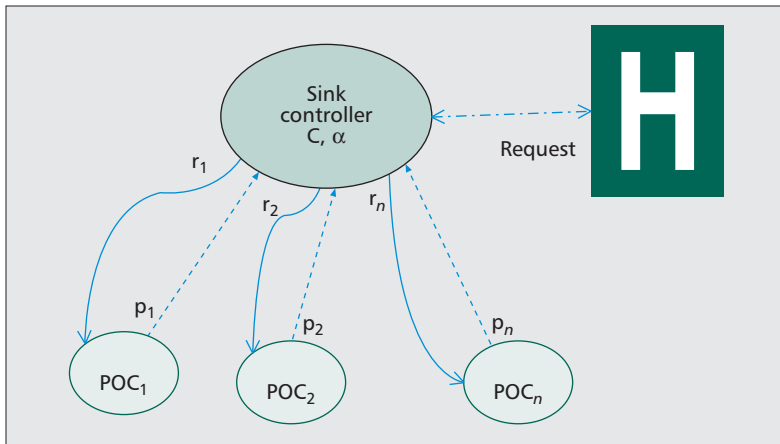 Sink
controller
C, α
H
Request
r1
r2
rn
p1
p2
pn
POC1
POC2
POCn